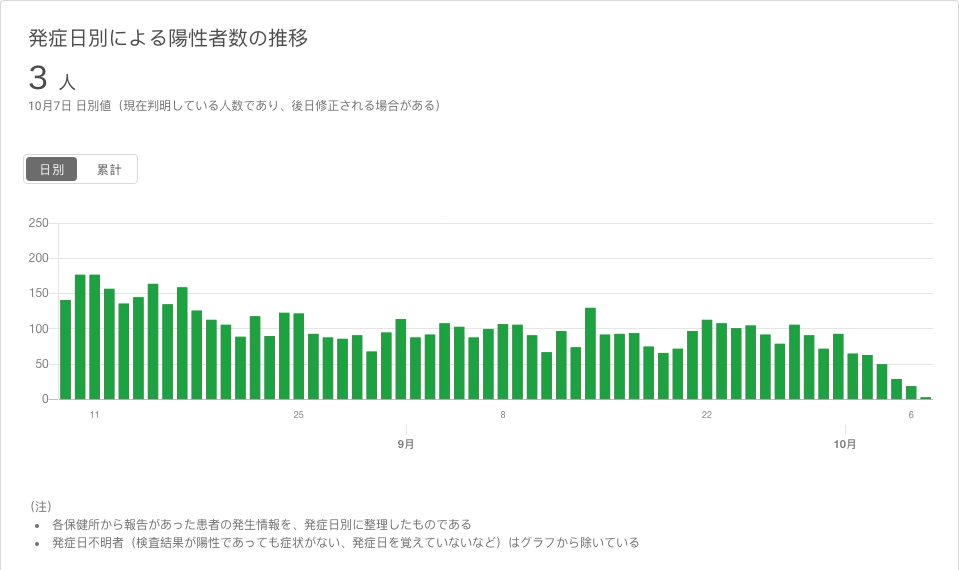 発症日別による陽性者数の推移
3 人
10月7日 日別値（現在判明している人数であり、後日修正される場合がある）
日別 累計
250
200
150
100
50
0
11 25 8 22 6
9月 10月
（注）
• 各保健所から報告があった患者の発生情報を、発症日別に整理したものである
• 発症日不明者（検査結果が陽性であっても症状がない、発症日を覚えていないなど）はグラフから除いている